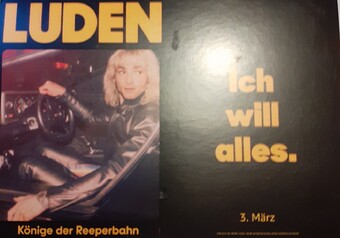 LUDEN
Könige der Reeperbahn
Ich
will
alles.
3. März